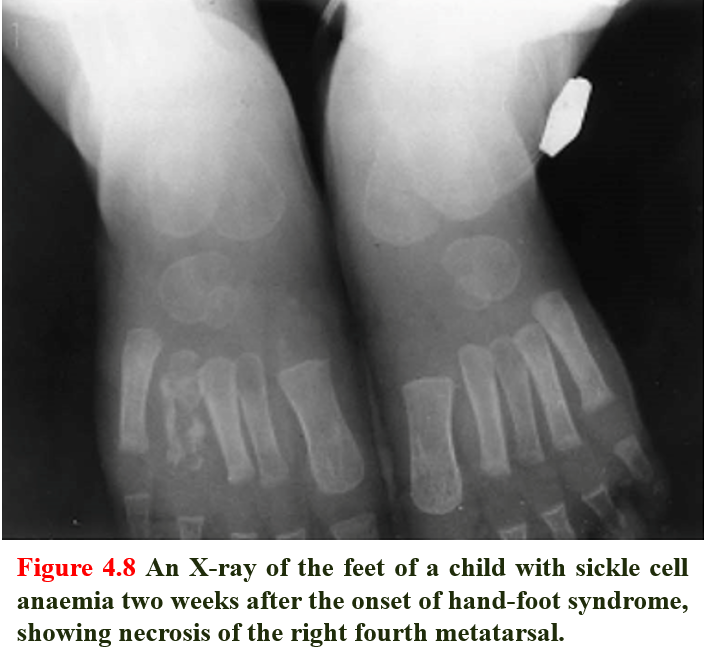 Figure 4.8 An X-ray of the feet of a child with sickle cell
anaemia two weeks after the onset of hand-foot syndrome,
showing necrosis of the right fourth metatarsal.